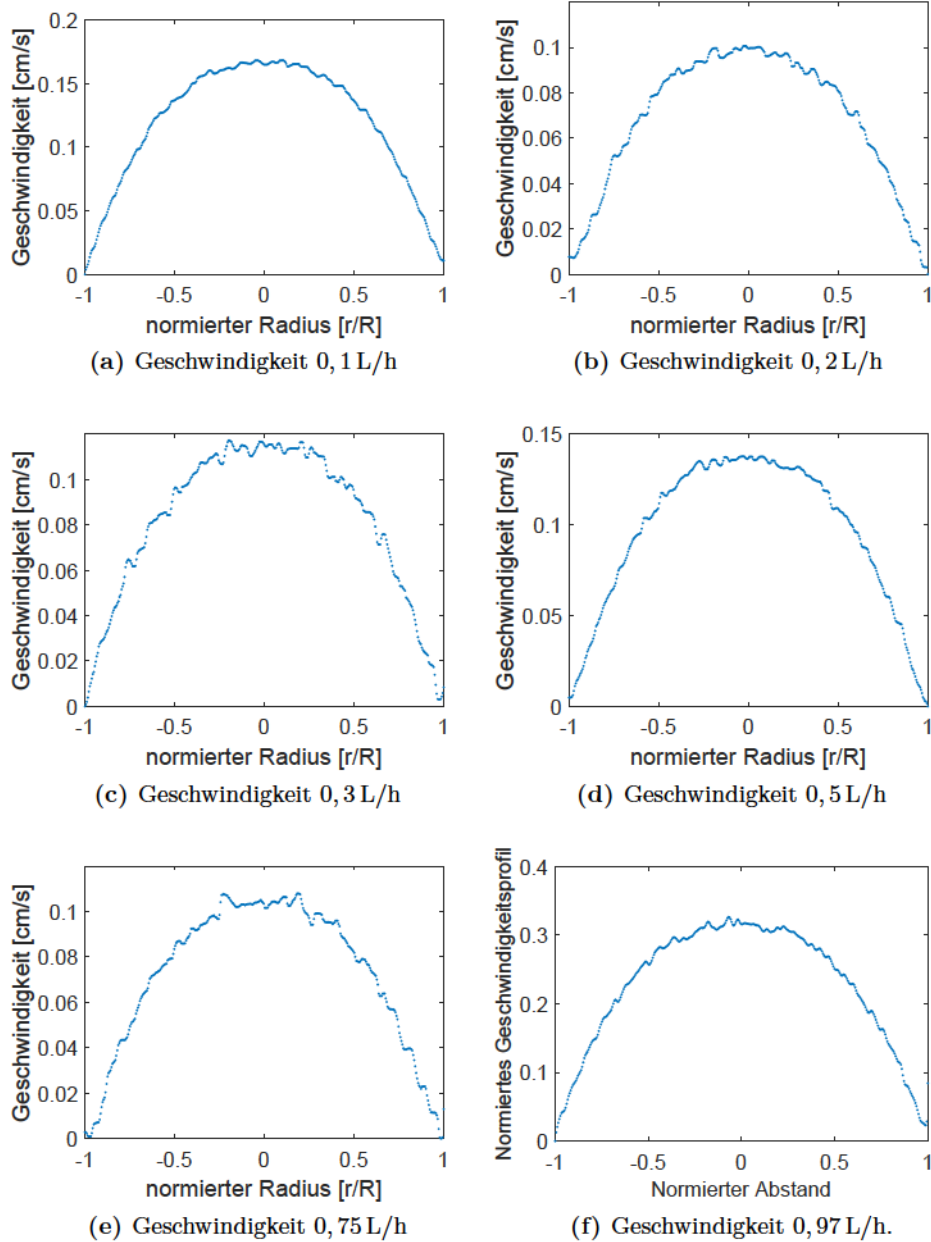 0.2
0.15
0.1
0.05
0
Geschwindigkeit [cm/s]
-1 -0.5 0 0.5 1
normierter Radius [r/R]
(a) Geschwindigkeit 0, 1 L/h
0.1
0.08
0.06
0.04
0.02
0
Geschwindigkeit [cm/s]
-1 -0.5 0 0.5 1
normierter Radius [r/R]
(b) Geschwindigkeit 0, 2 L/h
0.1
0.08
0.06
0.04
0.02
0
Geschwindigkeit [cm/s]
-1 -0.5 0 0.5 1
normierter Radius [r/R]
(c) Geschwindigkeit 0, 3 L/h
0.15
0.1
0.05
0
Geschwindigkeit [cm/s]
-1 -0.5 0 0.5 1
normierter Radius [r/R]
(d) Geschwindigkeit 0, 5 L/h
0.1
0.08
0.06
0.04
0.02
0
Geschwindigkeit [cm/s]
-1 -0.5 0 0.5 1
normierter Radius [r/R]
(e) Geschwindigkeit 0, 75 L/h
0.4
0.3
0.2
0.1
0
Normiertes Geschwindigkeitsprofil
-1 -0.5 0 0.5 1
Normierter Abstand
(f) Geschwindigkeit 0, 97 L/h.